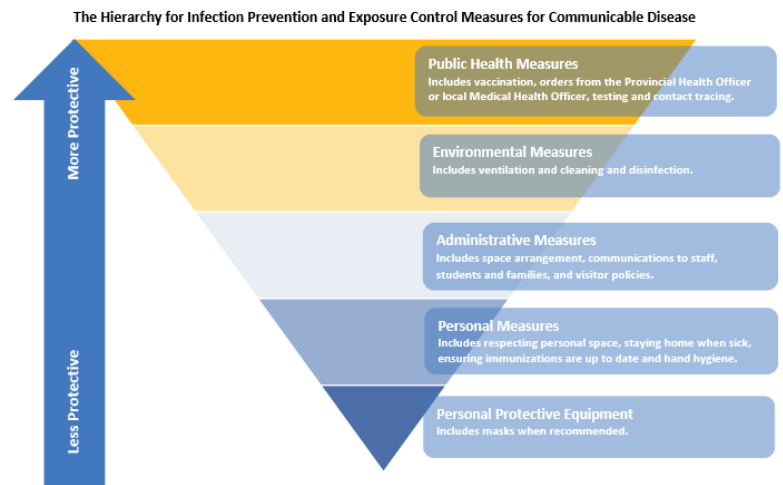 The Hierarchy for Infection Prevention and Exposure Control Measures for Communicable Disease
More Protective
Less Protective
Public Health Measures
Includes vaccination, orders from the Provincial Health Officer
or local Medical Health Officer, testing and contact tracing.
Environmental Measures
Includes ventilation and cleaning and disinfection.
Administrative Measures
Includes space arrangement, communications to staff,
students and families, and visitor policies.
Personal Measures
Includes respecting personal space, staying home when sick,
ensuring immunizations are up to date and hand hygiene.
Personal Protective Equipment
Includes masks when recommended.